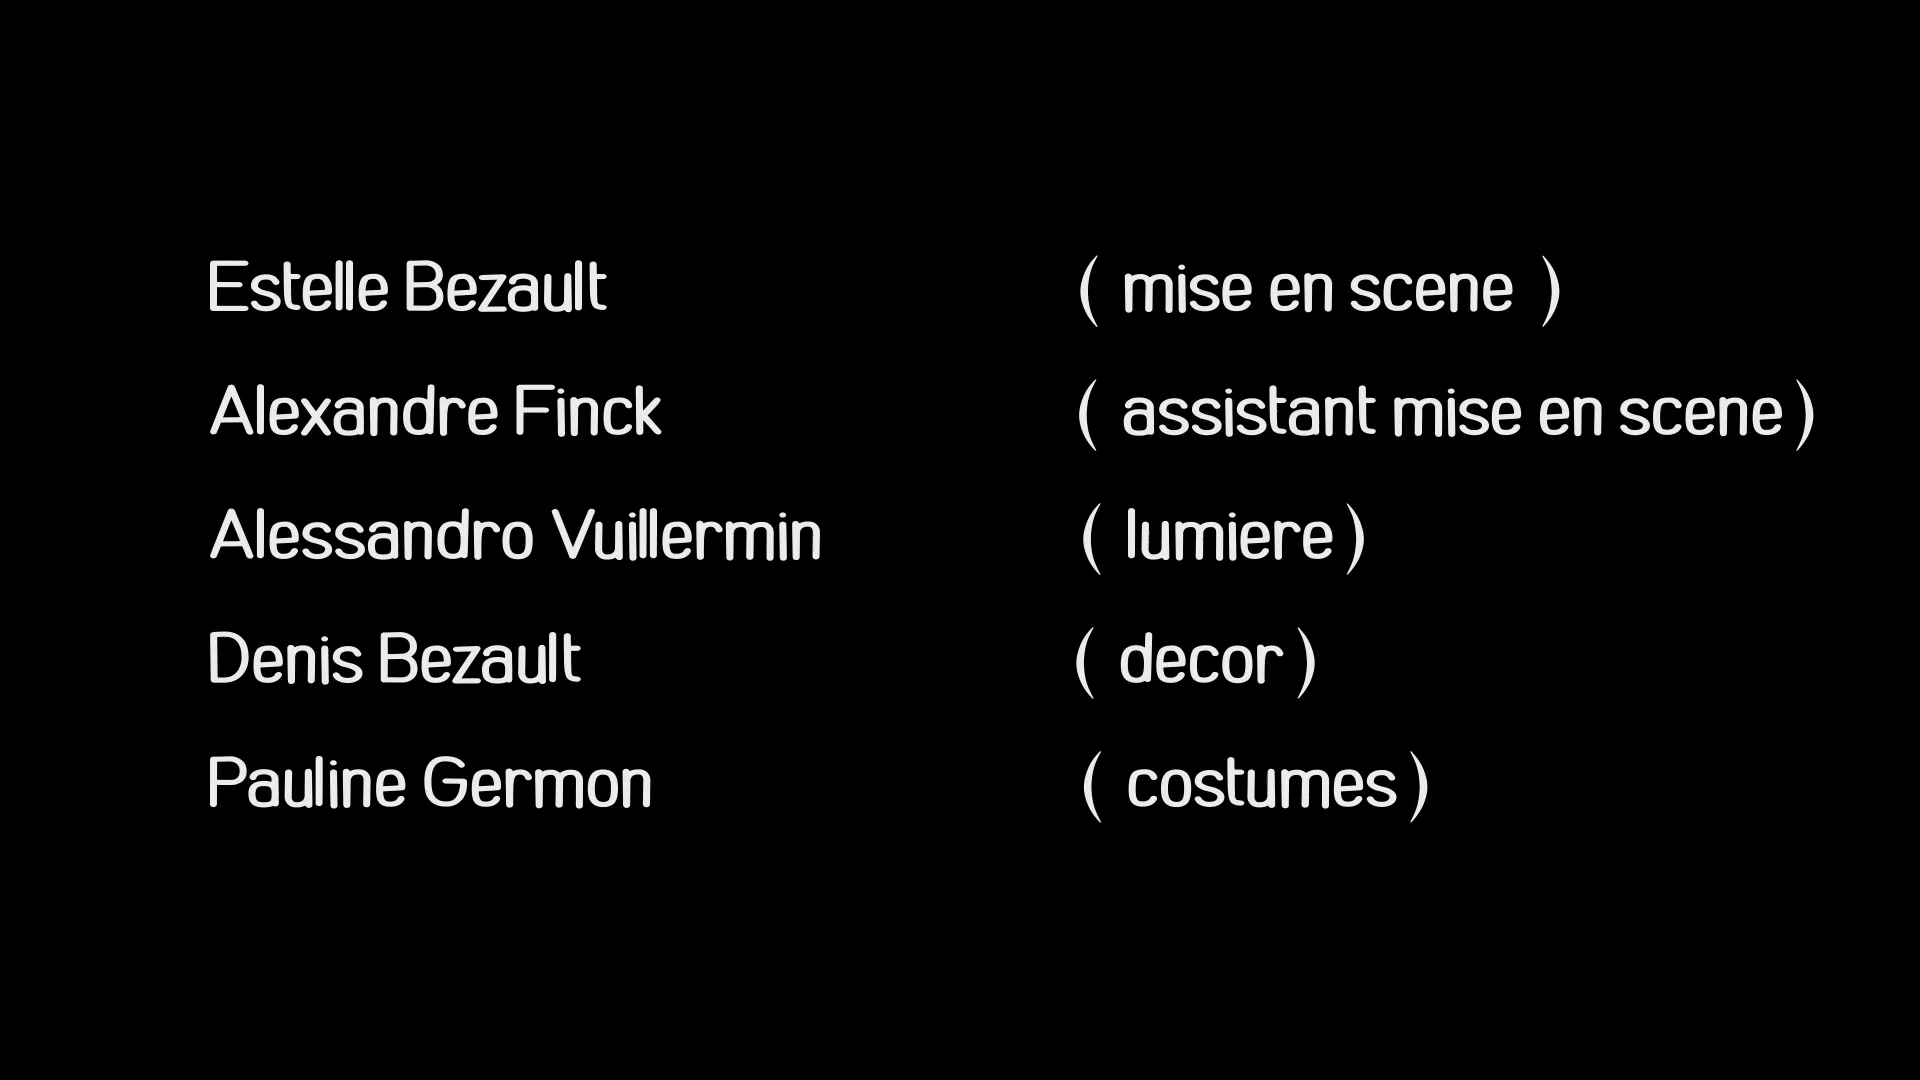 Estelle Bezault ( mise en scene )
Alexandre Finck ( assistant mise en scene)
Alessandro Vuillermin ( lumiere)
Denis Bezault ( decor)
Pauline Germon ( costumes)